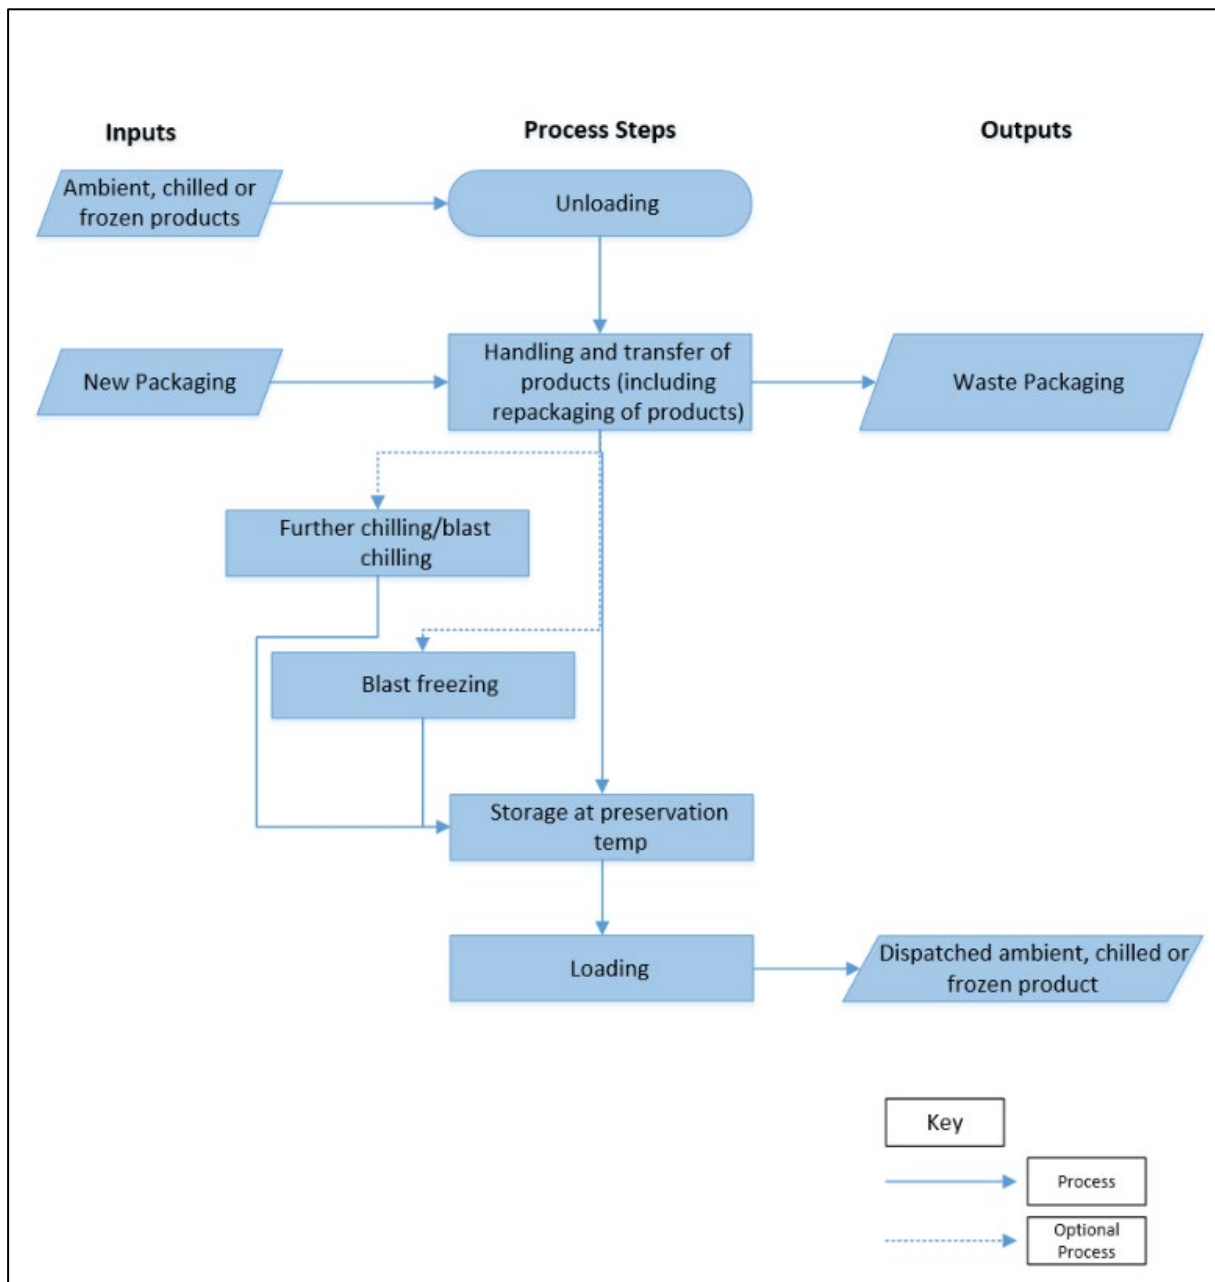 Inputs
Process Steps
Outputs
Ambient, chilled or
frozen products
Unloading
New Packaging
Handling and transfer of
products (including
repackaging of products)
Waste Packaging
Further chilling/blast
chilling
Blast freezing
Storage at preservation
temp
Loading
Dispatched ambient, chilled or
frozen product
Key
Process
Optional
Process